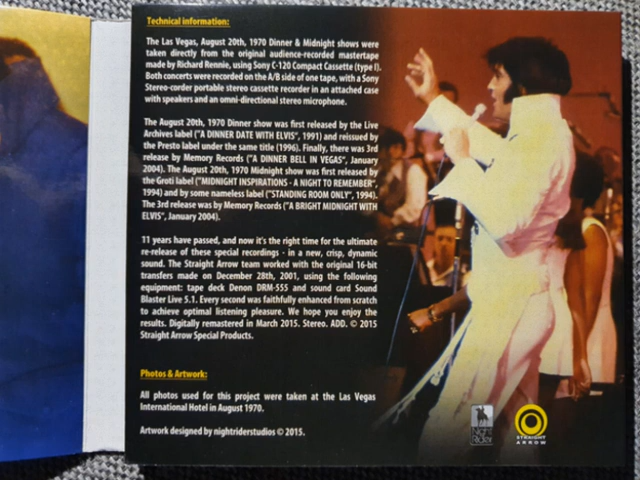 Technical information:
The Las Vegas, August 20th, 1970 Dinner & Midnight shows were
taken directly from the original audience-recorded mastertape
made by Richard Rennie, using Sony C-120 Compact Cassette (type I).
Both concerts were recorded on the A/B side of one tape, with a Sony
Stereo-corder portable stereo cassette recorder in an attached case
with speakers and an omni-directional stereo microphone.
The August 20th, 1970 Dinner show was first released by the Live
Archives label ("A DINNER DATE WITH ELVIS", 1991) and reissued by
the Presto label under the same title (1996). Finally, there was 3rd
release by Memory Records ("A DINNER BELL IN VEGAS", January
2004). The August 20th, 1970 Midnight show was first released by
the Groti label ("MIDNIGHT INSPIRATIONS - A NIGHT TO REMEMBER",
1994) and by some nameless label ("STANDING ROOM ONLY", 1994).
The 3rd release was by Memory Records ("A BRIGHT MIDNIGHT WITH
ELVIS", January 2004).
11 years have passed, and now it's the right time for the ultimate
re-release of these special recordings - in a new, crisp, dynamic
sound. The Straight Arrow team worked with the original 16-bit
transfers made on December 28th, 2001, using the following
equipment: tape deck Denon DRM-555 and sound card Sound
Blaster Live 5.1. Every second was faithfully enhanced from scratch
to achieve optimal listening pleasure. We hope you enjoy the
results. Digitally remastered in March 2015. Stereo. ADD. © 2015
Straight Arrow Special Products.
Photos & Artwork:
All photos used for this project were taken at the Las Vegas
International Hotel in August 1970.
Artwork designed by nightriderstudios © 2015.
Night
Rider
STRAIGHT
ARROW